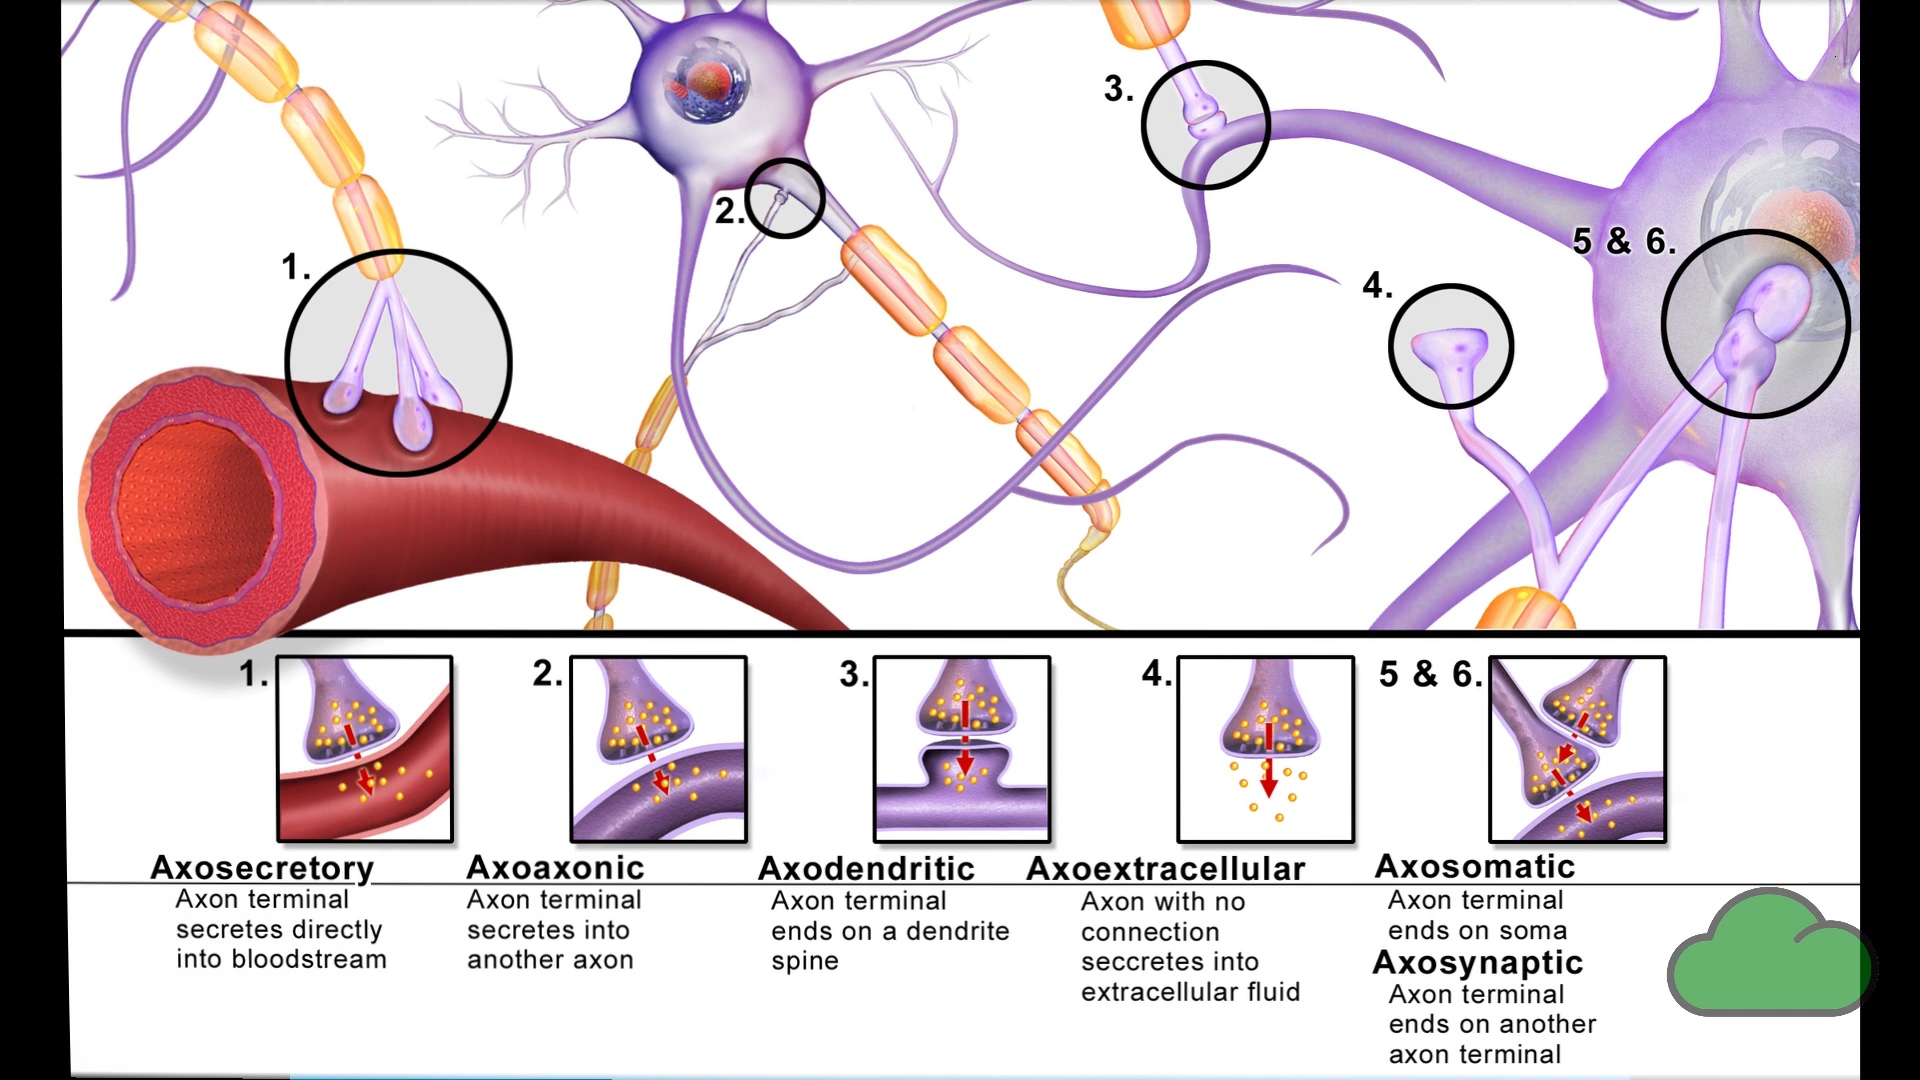 3.
2.
5 & 6.
1.
4.
1.
2.
3.
4.
5 & 6.
Axosecretory
Axon terminal
secretes directly
into bloodstream
Axoaxonic
Axon terminal
secretes into
another axon
Axodendritic
Axon terminal
ends on a dendrite
spine
Axoextracellular
Axon with no
connection
seccretes into
extracellular fluid
Axosomatic
Axon terminal
ends on soma
Axosynaptic
Axon terminal
ends on another
axon terminal